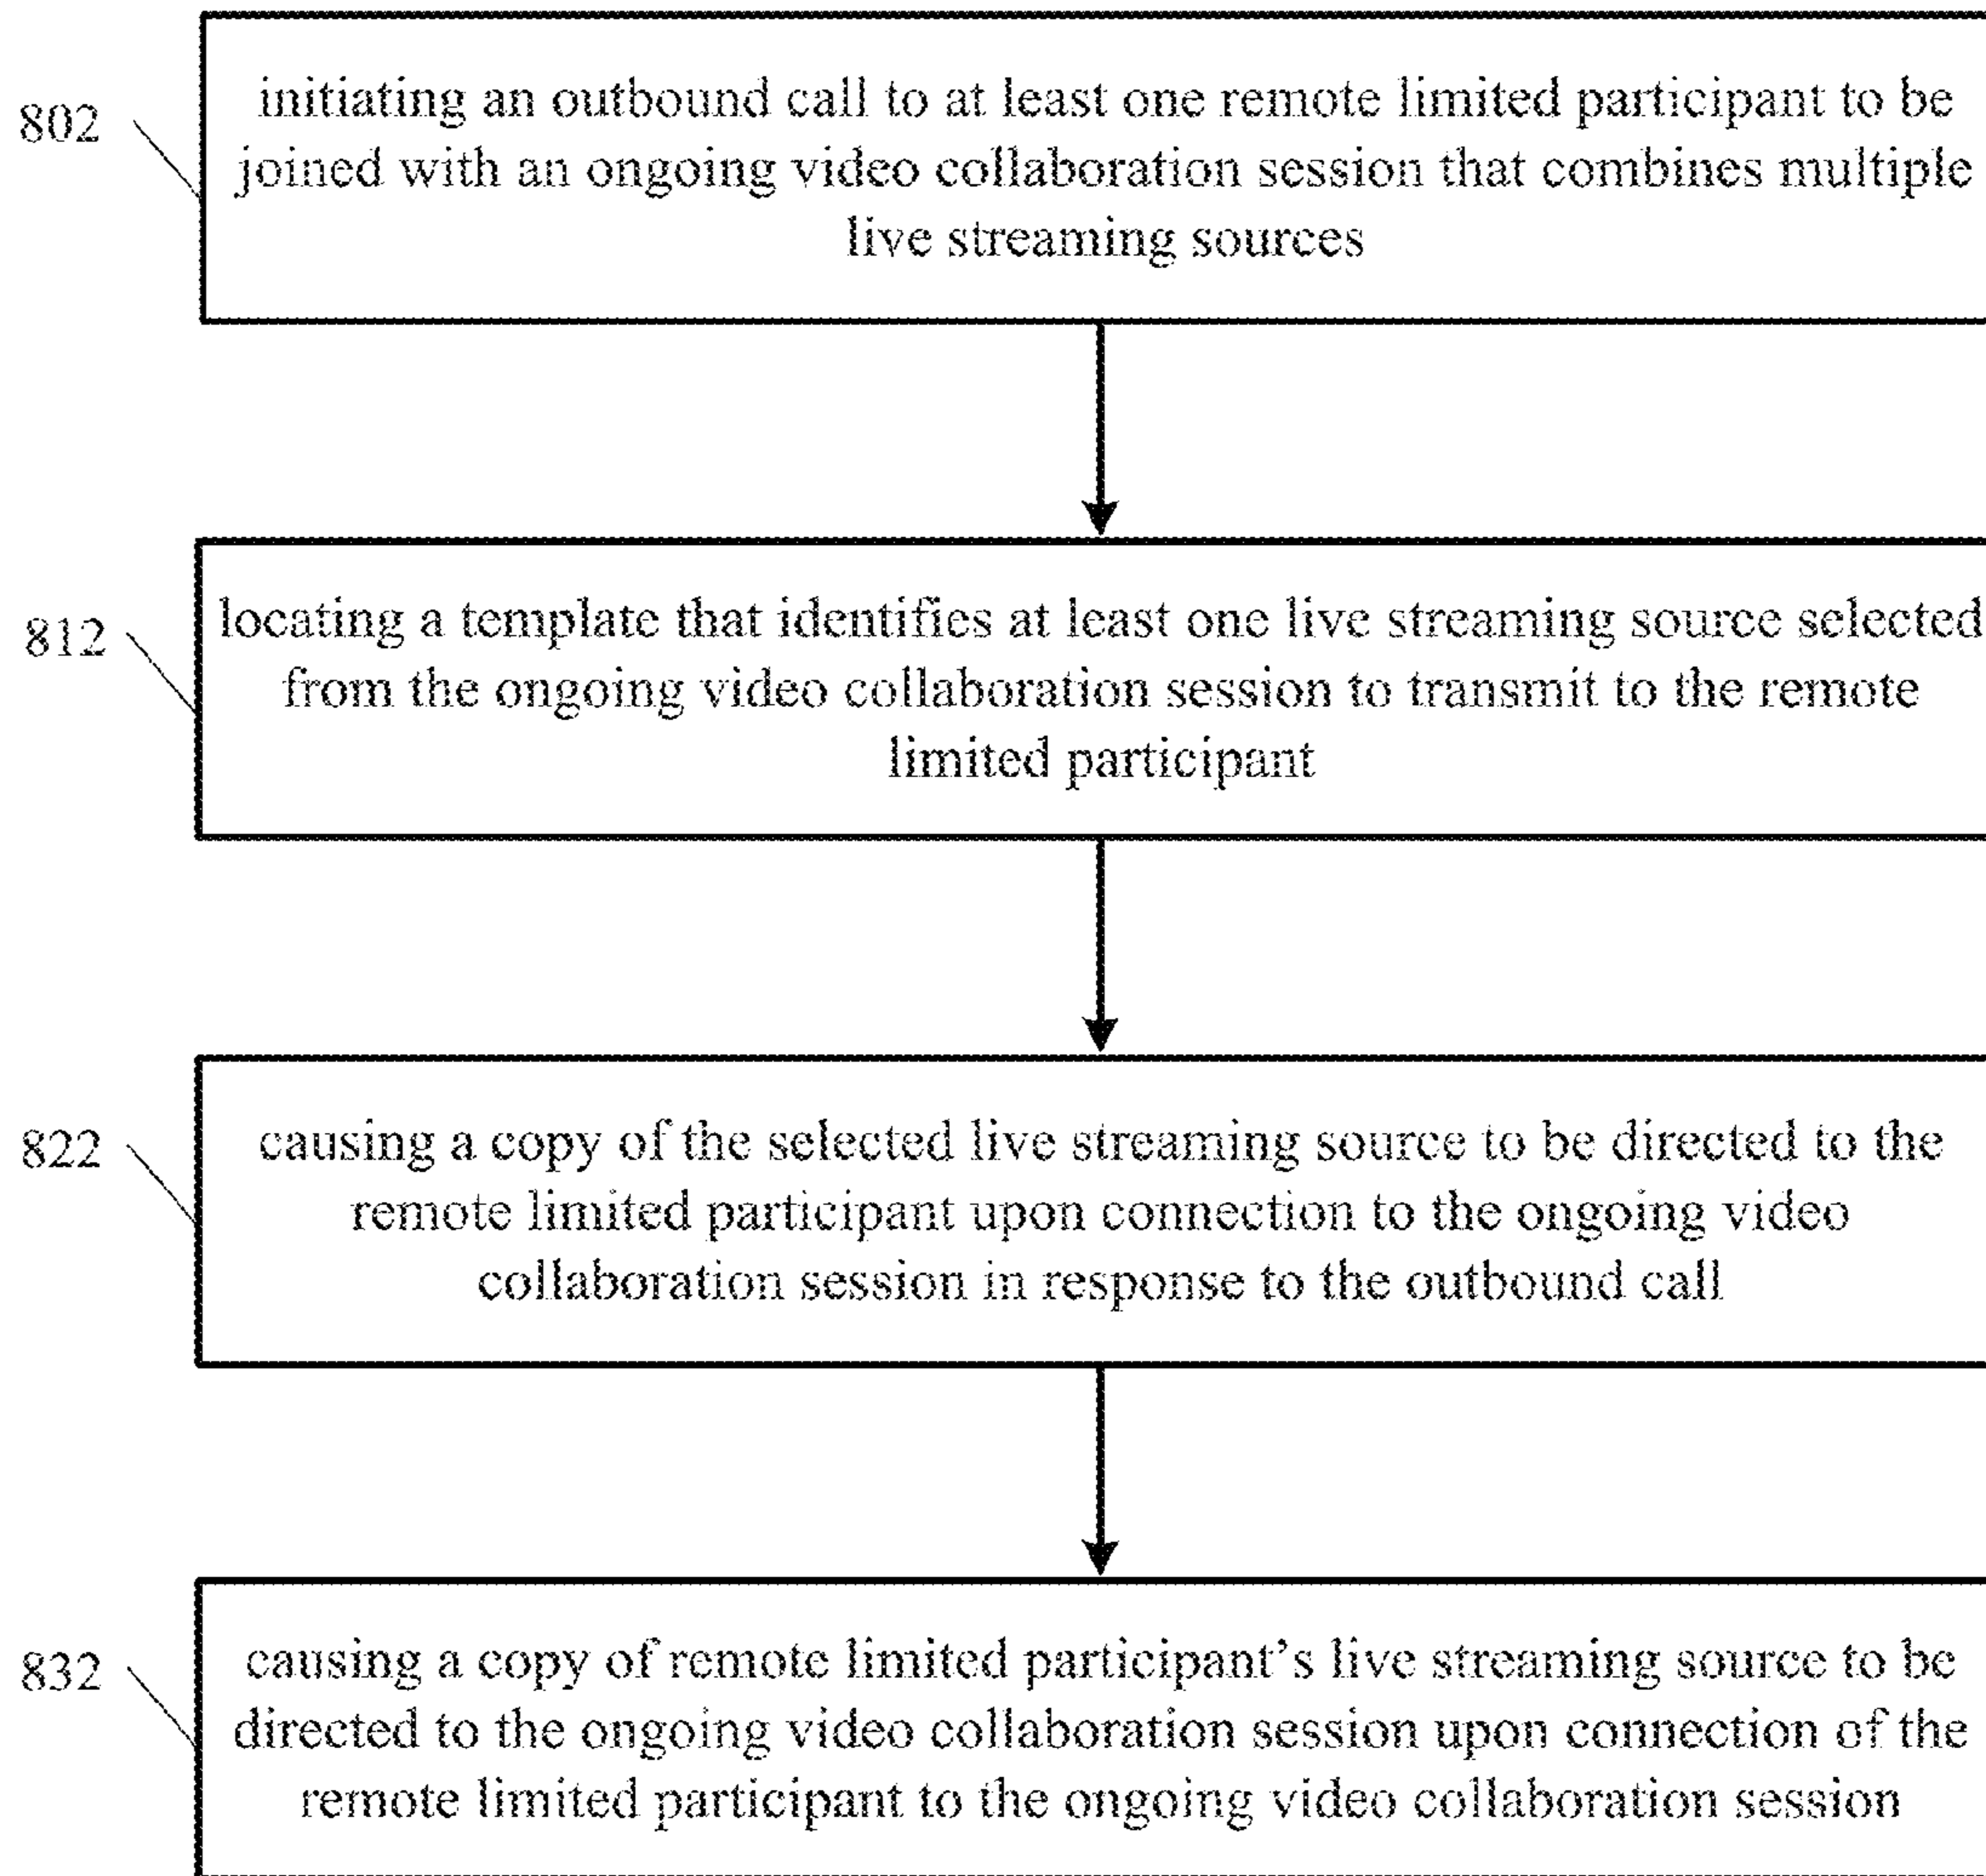 802
initiating an outbound call to at least one remote limited participant to be
joined with an ongoing video collaboration session that combines multiple
live streaming sources
812
locating a template that identifies at least one live streaming source selected
from the ongoing video collaboration session to transmit to the remote
limited participant
822
causing a copy of the selected live streaming source to be directed to the
remote limited participant upon connection to the ongoing video
collaboration session in response to the outbound call
832
causing a copy of remote limited participant's live streaming source to be
directed to the ongoing video collaboration session upon connection of the
remote limited participant to the ongoing video collaboration session